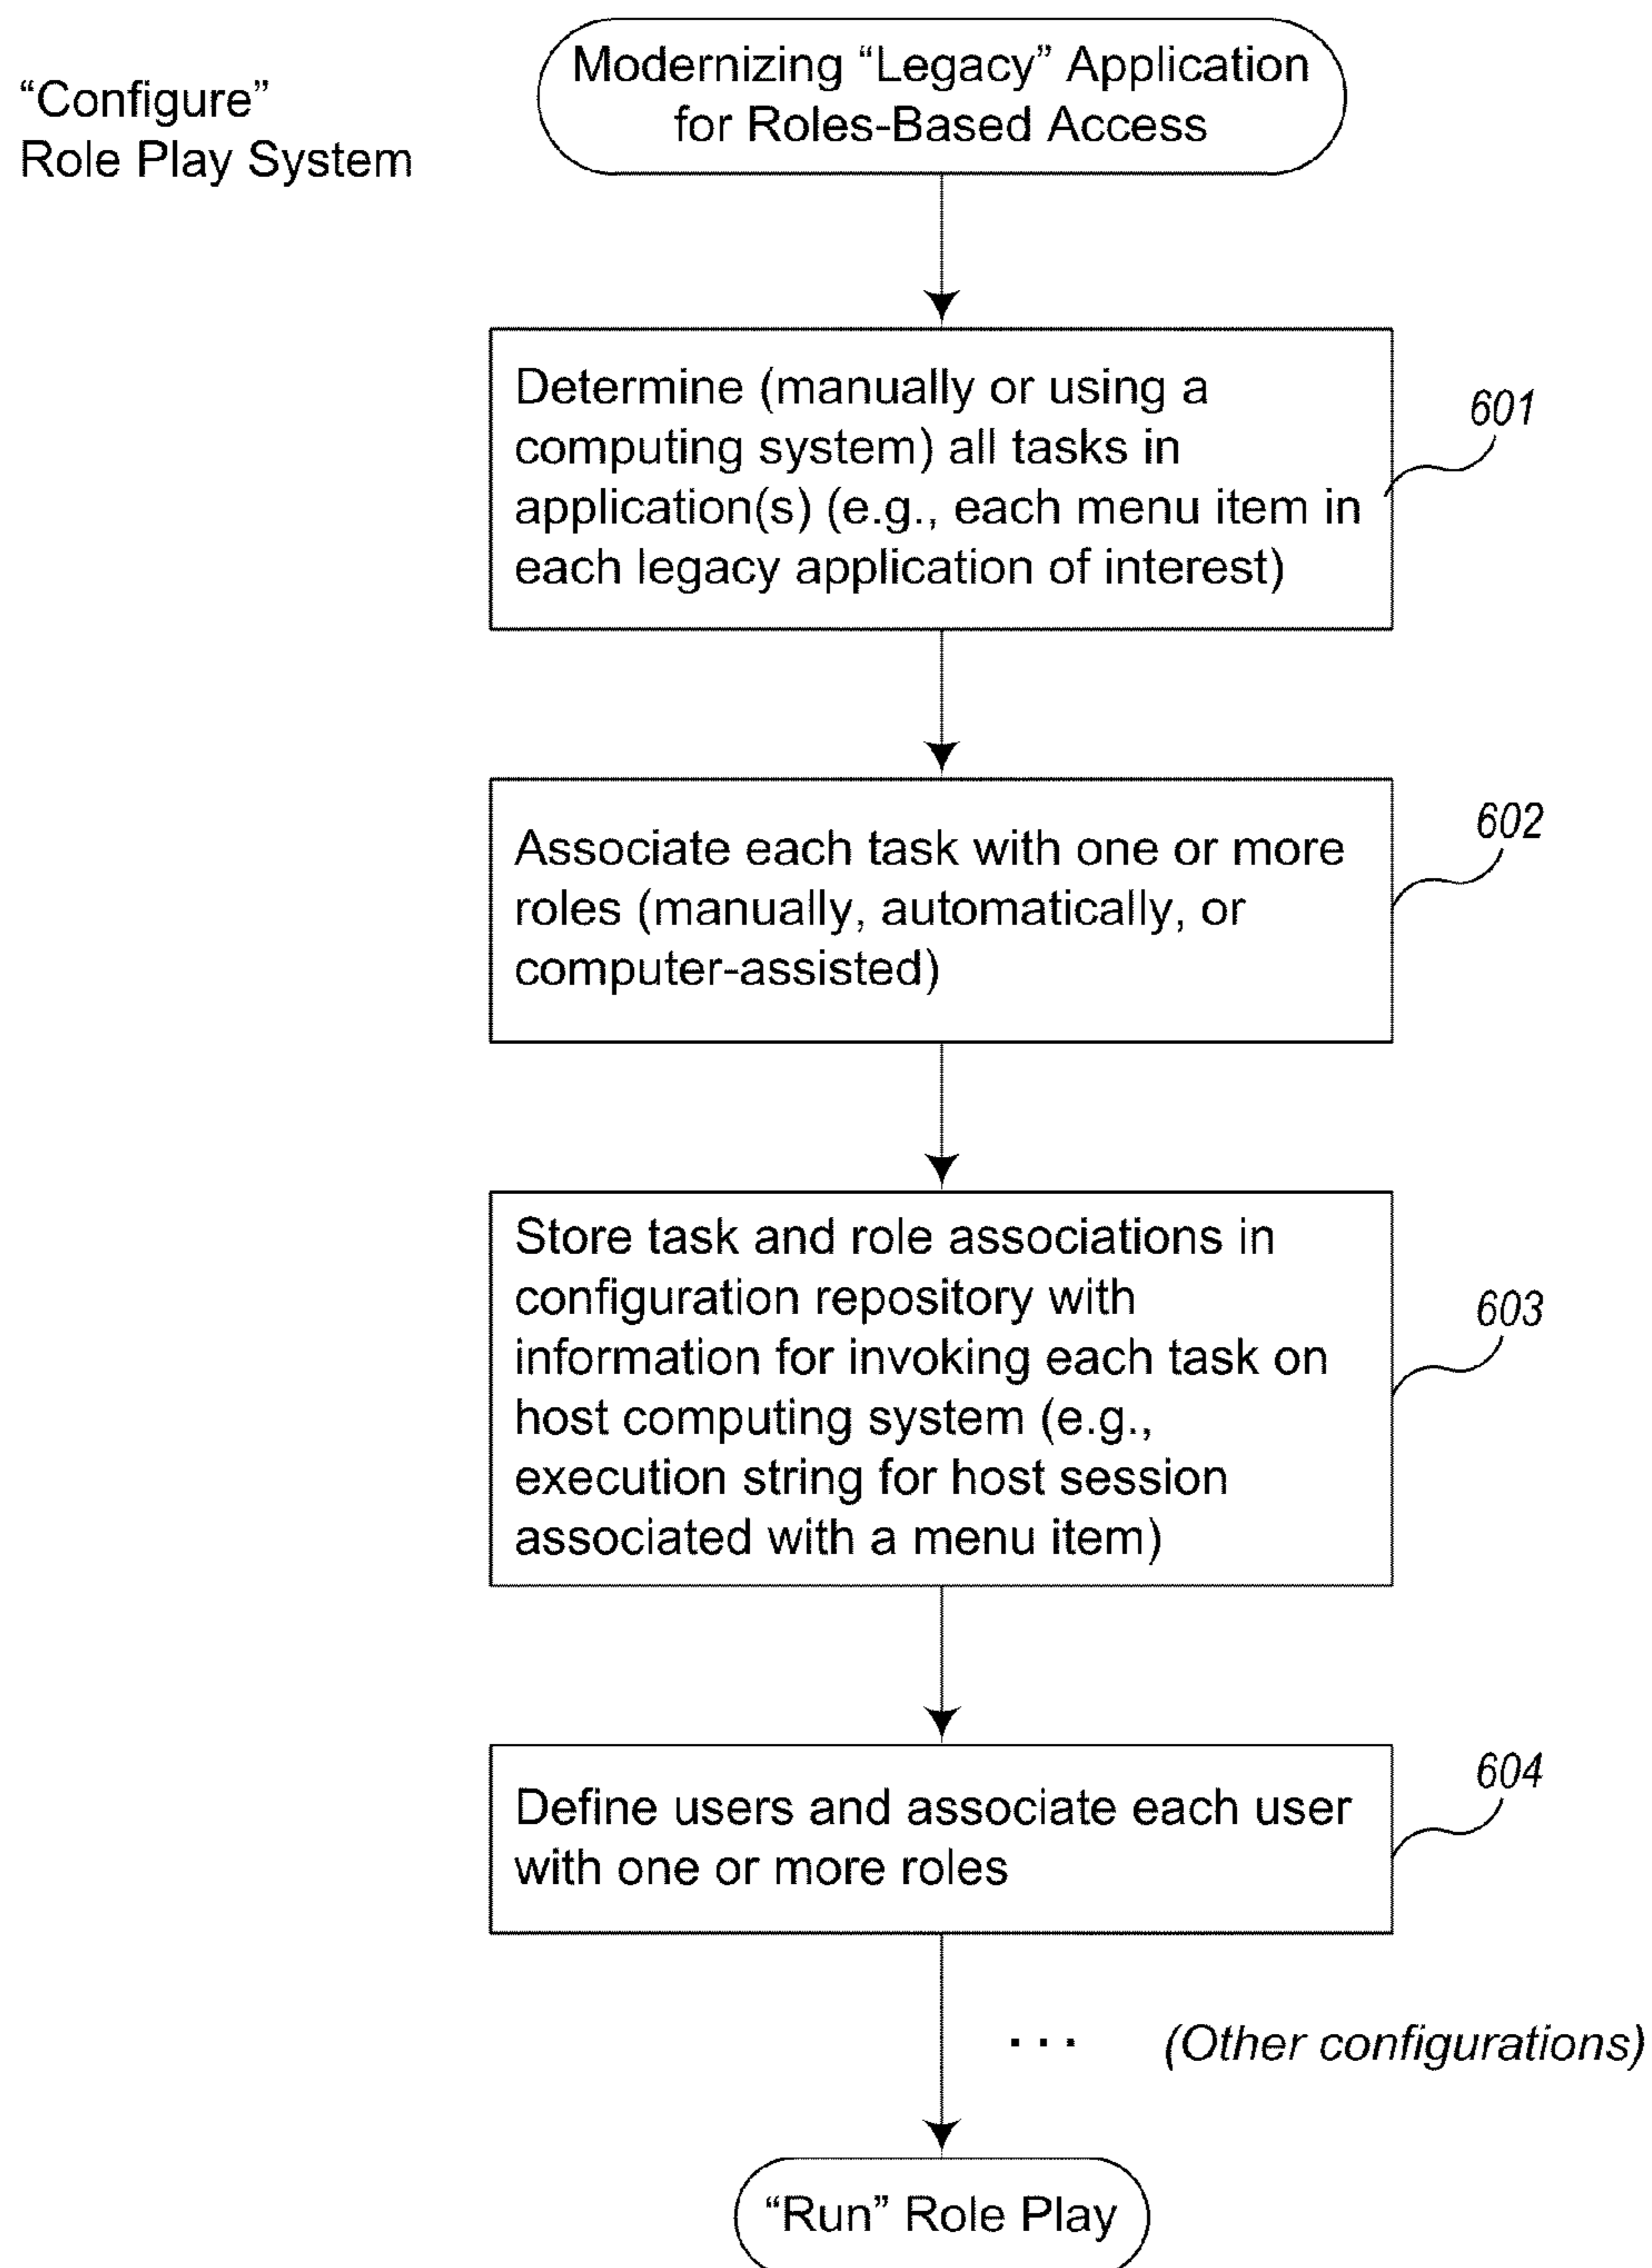 “Configure”
Role Play System
Modernizing “Legacy” Application
for Roles-Based Access
Determine (manually or using a
computing system) all tasks in
application(s) (e.g., each menu item in
each legacy application of interest)
601
Associate each task with one or more
roles (manually, automatically, or
computer-assisted)
602
Store task and role associations in
configuration repository with
information for invoking each task on
host computing system (e.g.,
execution string for host session
associated with a menu item)
603
Define users and associate each user
with one or more roles
604
... (Other configurations)
“Run” Role Play